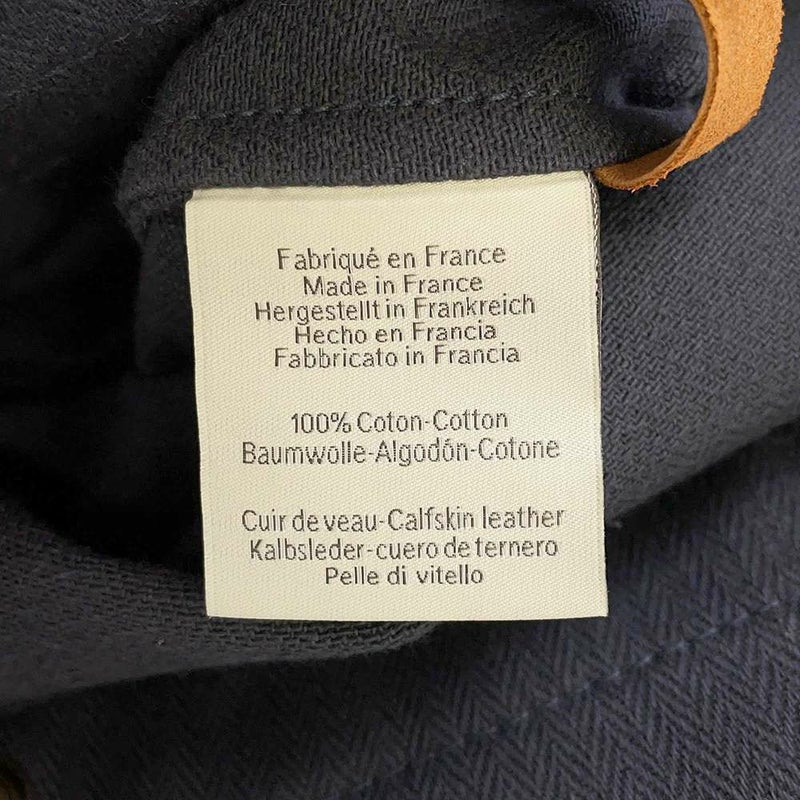 Fabriqué en France
Made in France
Hergestellt in Frankreich
Hecho en Francia
Fabbricato in Francia
100% Coton-Cotton
Baumwolle-Algodón-Cotone
Cuir de veau-Calfskin leather
Kalbsleder-cuero de ternero
Pelle di vitello